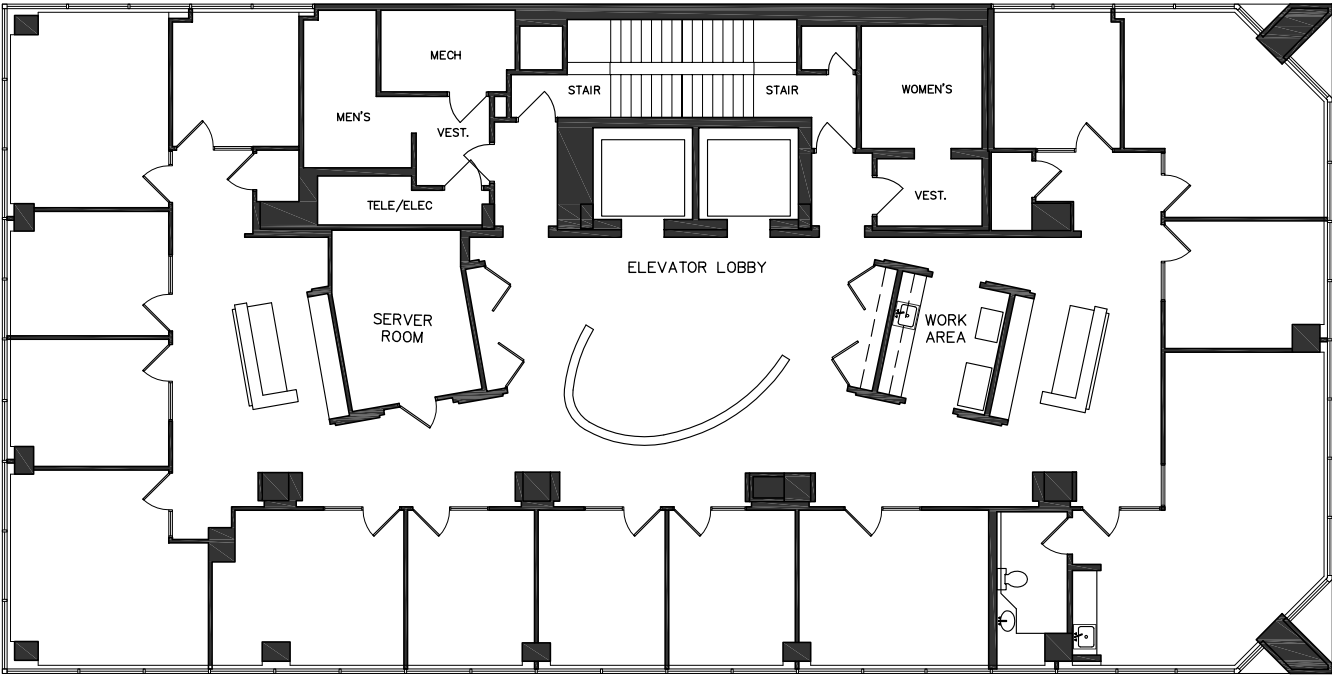 MECH
STAIR
STAIR
WOMEN'S
MEN'S
VEST.
VEST.
TELE/ELEC
ELEVATOR LOBBY
SERVER
ROOM
WORK
AREA